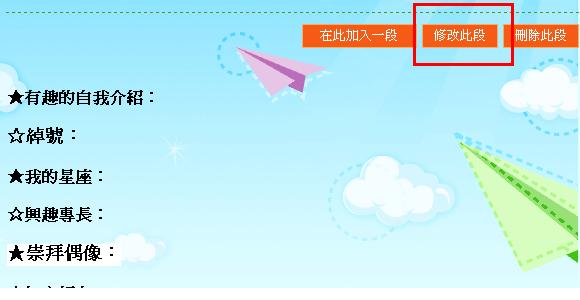 在此加入一段 修改此段 刪除此段
★有趣的自我介紹：
☆綽號：
★我的星座：
☆興趣專長：
★崇拜偶像：